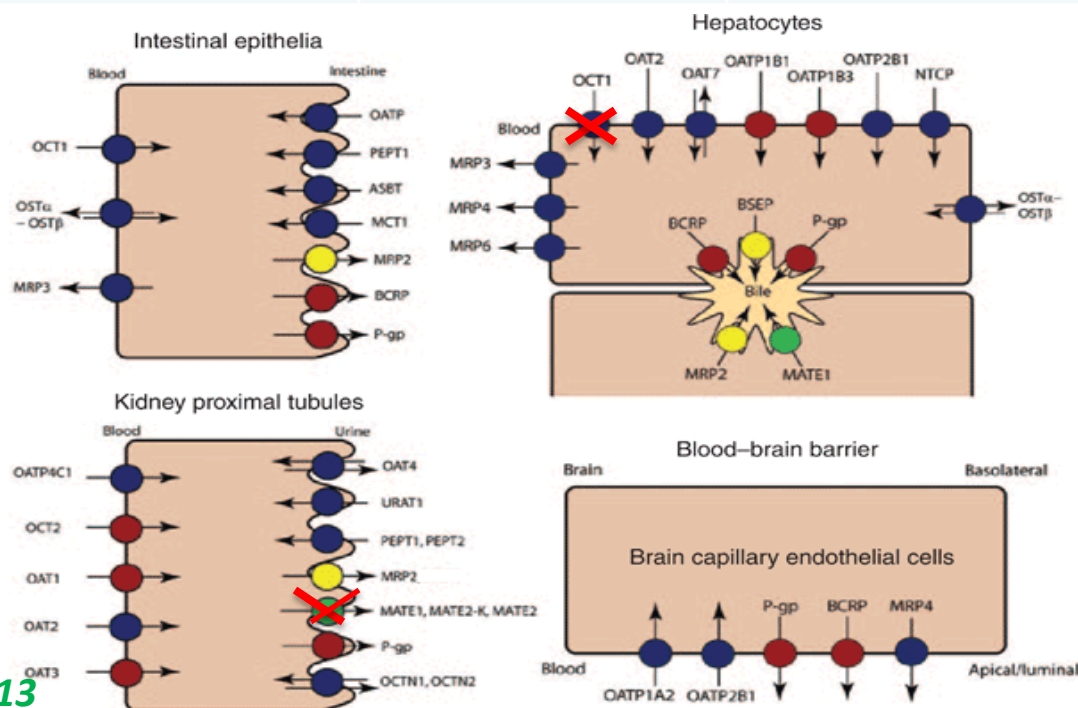 Intestinal epithelia
Blood
Intestine
OCT1
OSTα
– OSTβ
MRP3
OATP
PEPT1
ASBT
MCT1
MRP2
BCRP
P-gp
Hepatocytes
OCT1
OAT2
OAT7
OATP1B1
OATP1B3
OATP2B1
NTCP
Blood
MRP3
MRP4
MRP6
OSTα–
OSTβ
BCRP
BSEP
P-gp
Bile
MRP2
MATE1
Kidney proximal tubules
Blood
Urine
OATP4C1
OCT2
OAT1
OAT2
OAT3
OAT4
URAT1
PEPT1, PEPT2
MRP2
MATE1, MATE2-K, MATE2
P-gp
OCTN1, OCTN2
13
Blood–brain barrier
Brain
Basolateral
Brain capillary endothelial cells
P-gp
BCRP
MRP4
Blood
Apical/luminal
OATP1A2
OATP2B1